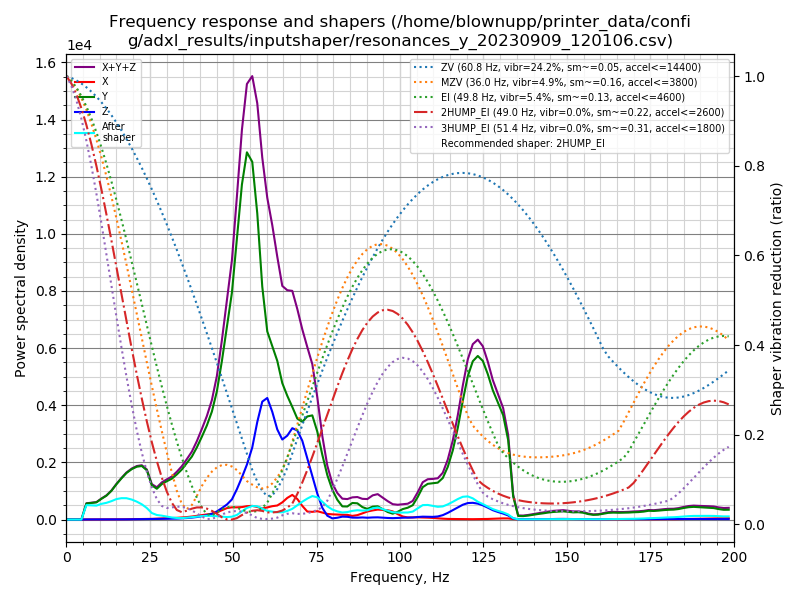 Frequency response and shapers (/home/blownupp/printer_data/confi
g/adxl_results/inputshaper/resonances_y_20230909_120106.csv)
1e4
X+Y+Z
X
Y
Z
After
shaper
ZV (60.8 Hz, vibr=24.2%, sm~=0.05, accel<=14400)
MZV (36.0 Hz, vibr=4.9%, sm~=0.16, accel<=3800)
EI (49.8 Hz, vibr=5.4%, sm~=0.13, accel<=4600)
2HUMP_EI (49.0 Hz, vibr=0.0%, sm~=0.22, accel<=2600)
3HUMP_EI (51.4 Hz, vibr=0.0%, sm~=0.31, accel<=1800)
Recommended shaper: 2HUMP_EI
1.6
1.4
1.2
1.0
0.8
0.6
0.4
0.2
0.0
Power spectral density
1.0
0.8
0.6
0.4
0.2
0.0
Shaper vibration reduction (ratio)
0 25 50 75 100 125 150 175 200
Frequency, Hz